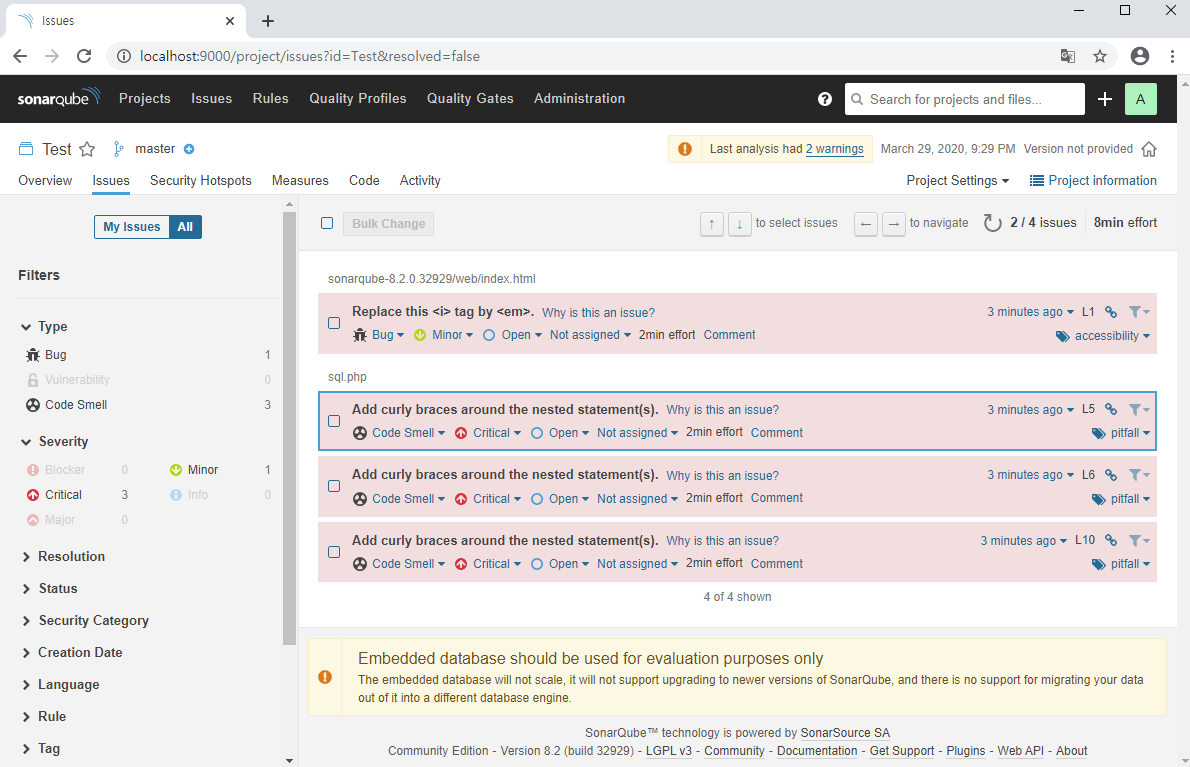 Issues
localhost:9000/project/issues?id=Test&resolved=false
sonarqube Projects Issues Rules Quality Profiles Quality Gates Administration ? Search for projects and files... A
Test master Last analysis had 2 warnings March 29, 2020, 9:29 PM Version not provided
Overview Issues Security Hotspots Measures Code Activity Project Settings Project information
My Issues All
Bulk Change ↑ ↓ to select issues ← → to navigate 2 / 4 issues 8min effort
Filters
Type
Bug 1
Vulnerability 0
Code Smell 3
Severity
Blocker 0 Minor 1
Critical 3 Info 0
Major 0
Resolution
Status
Security Category
Creation Date
Language
Rule
Tag
sonarqube-8.2.0.32929/web/index.html
Replace this <i> tag by <em>. Why is this an issue? 3 minutes ago L1
Bug Minor Open Not assigned 2min effort Comment accessibility
sql.php
Add curly braces around the nested statement(s). Why is this an issue? 3 minutes ago L5
Code Smell Critical Open Not assigned 2min effort Comment pitfall
Add curly braces around the nested statement(s). Why is this an issue? 3 minutes ago L6
Code Smell Critical Open Not assigned 2min effort Comment pitfall
Add curly braces around the nested statement(s). Why is this an issue? 3 minutes ago L10
Code Smell Critical Open Not assigned 2min effort Comment pitfall
4 of 4 shown
Embedded database should be used for evaluation purposes only
The embedded database will not scale, it will not support upgrading to newer versions of SonarQube, and there is no support for migrating your data
out of it into a different database engine.
SonarQube™ technology is powered by SonarSource SA
Community Edition - Version 8.2 (build 32929) - LGPL v3 - Community - Documentation - Get Support - Plugins - Web API - About